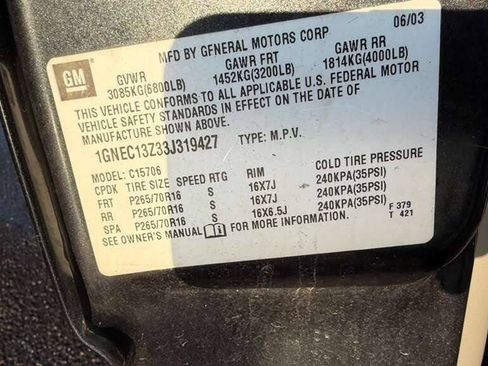 06/03
MFD BY GENERAL MOTORS CORP
GM
GVWR GAWR FRT GAWR RR
3085KG(6800LB) 1452KG(3200LB) 1814KG(4000LB)
THIS VEHICLE CONFORMS TO ALL APPLICABLE U.S. FEDERAL MOTOR
VEHICLE SAFETY STANDARDS IN EFFECT ON THE DATE OF
MANUFACTURE SHOWN ABOVE.
1GNEC13Z33J319427 TYPE: M.P.V.
MODEL: C15706
CPDK TIRE SIZE SPEED RTG RIM COLD TIRE PRESSURE
FRT P265/70R16 S 16X7J 240KPA(35PSI)
RR P265/70R16 S 16X7J 240KPA(35PSI)
SPA P265/70R16 S 16X6.5J 240KPA(35PSI)
SEE OWNER'S MANUAL FOR MORE INFORMATION.
F 379
T 421